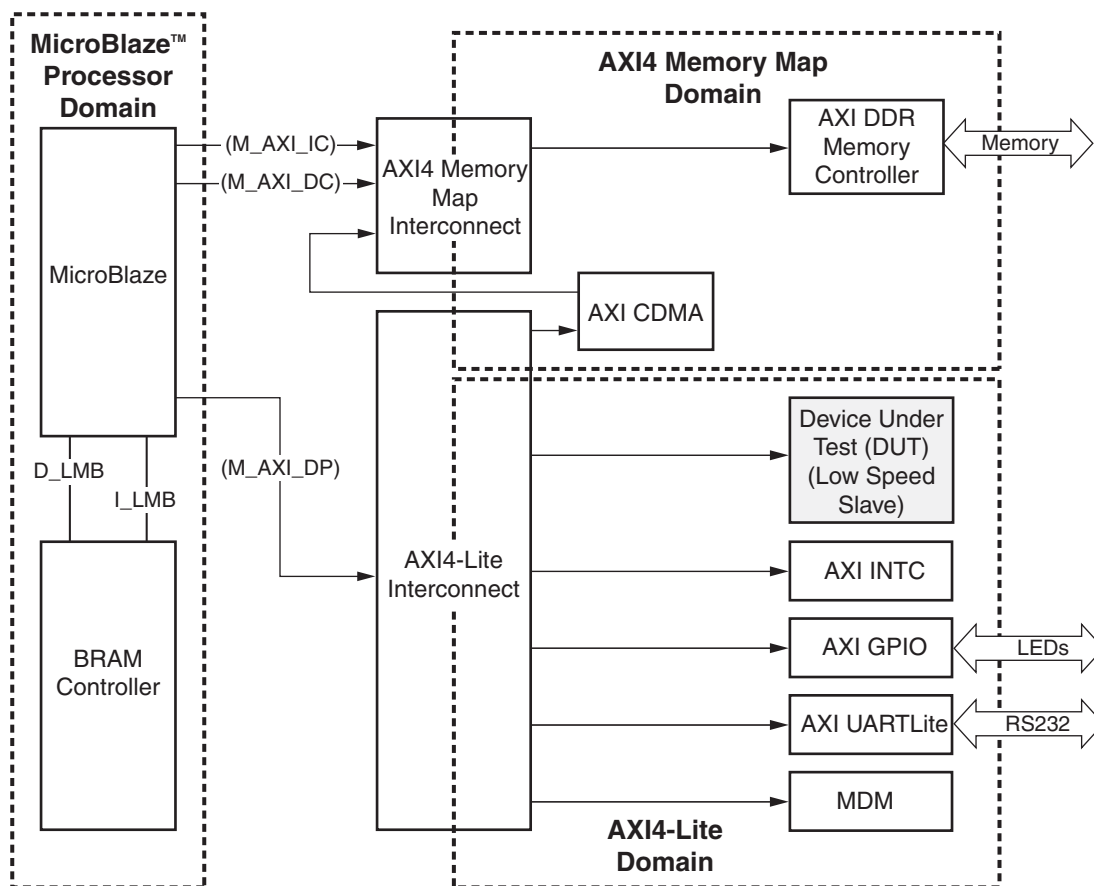 MicroBlaze™
Processor
Domain
MicroBlaze
D_LMB
I_LMB
BRAM
Controller
(M_AXI_IC)
(M_AXI_DC)
(M_AXI_DP)
AXI4 Memory
Map
Interconnect
AXI4-Lite
Interconnect
AXI4 Memory Map
Domain
AXI DDR
Memory
Controller
Memory
AXI CDMA
Device Under
Test (DUT)
(Low Speed
Slave)
AXI INTC
AXI GPIO
LEDs
AXI UARTLite
RS232
MDM
AXI4-Lite
Domain